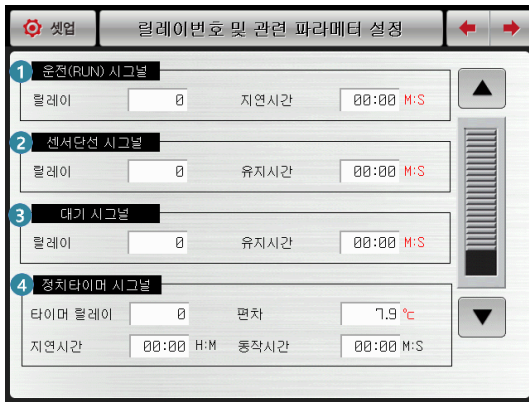 셋업 릴레이번호 및 관련 파라메터 설정
1 운전(RUN) 시그널
릴레이 0 지연시간 00:00 M:S
2 센서단선 시그널
릴레이 0 유지시간 00:00 M:S
3 대기 시그널
릴레이 0 유지시간 00:00 M:S
4 정치타이머 시그널
타이머 릴레이 0 편차 7.9 ℃
지연시간 00:00 H:M 동작시간 00:00 M:S